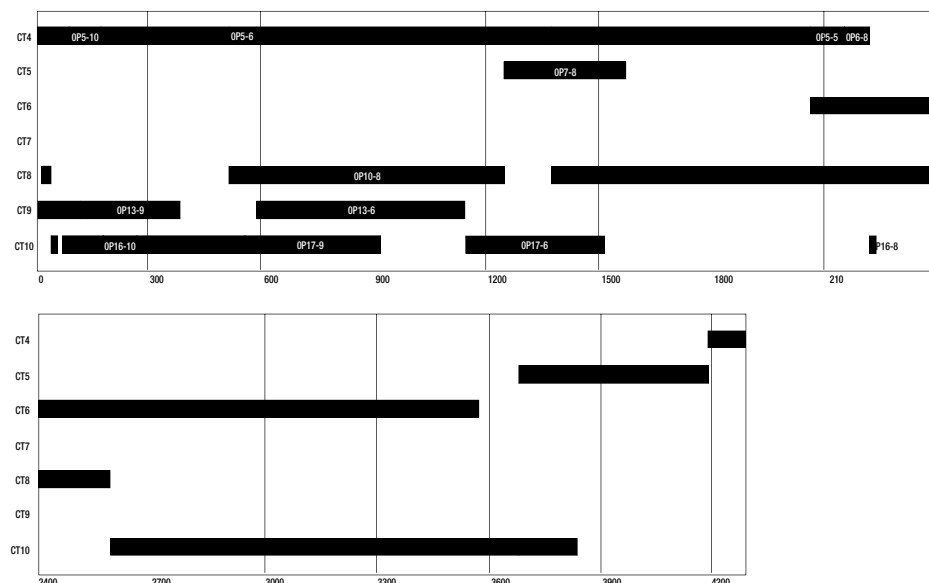 CT4 0P5-10 0P5-6 0P5-5 0P6-8
CT5 0P7-8
CT6
CT7
CT8 0P10-8
CT9 0P13-9 0P13-6
CT10 0P16-10 0P17-9 0P17-6 P16-8
0 300 600 900 1200 1500 1800 210
CT4
CT5
CT6
CT7
CT8
CT9
CT10
2400 2700 3000 3300 3600 3900 4200